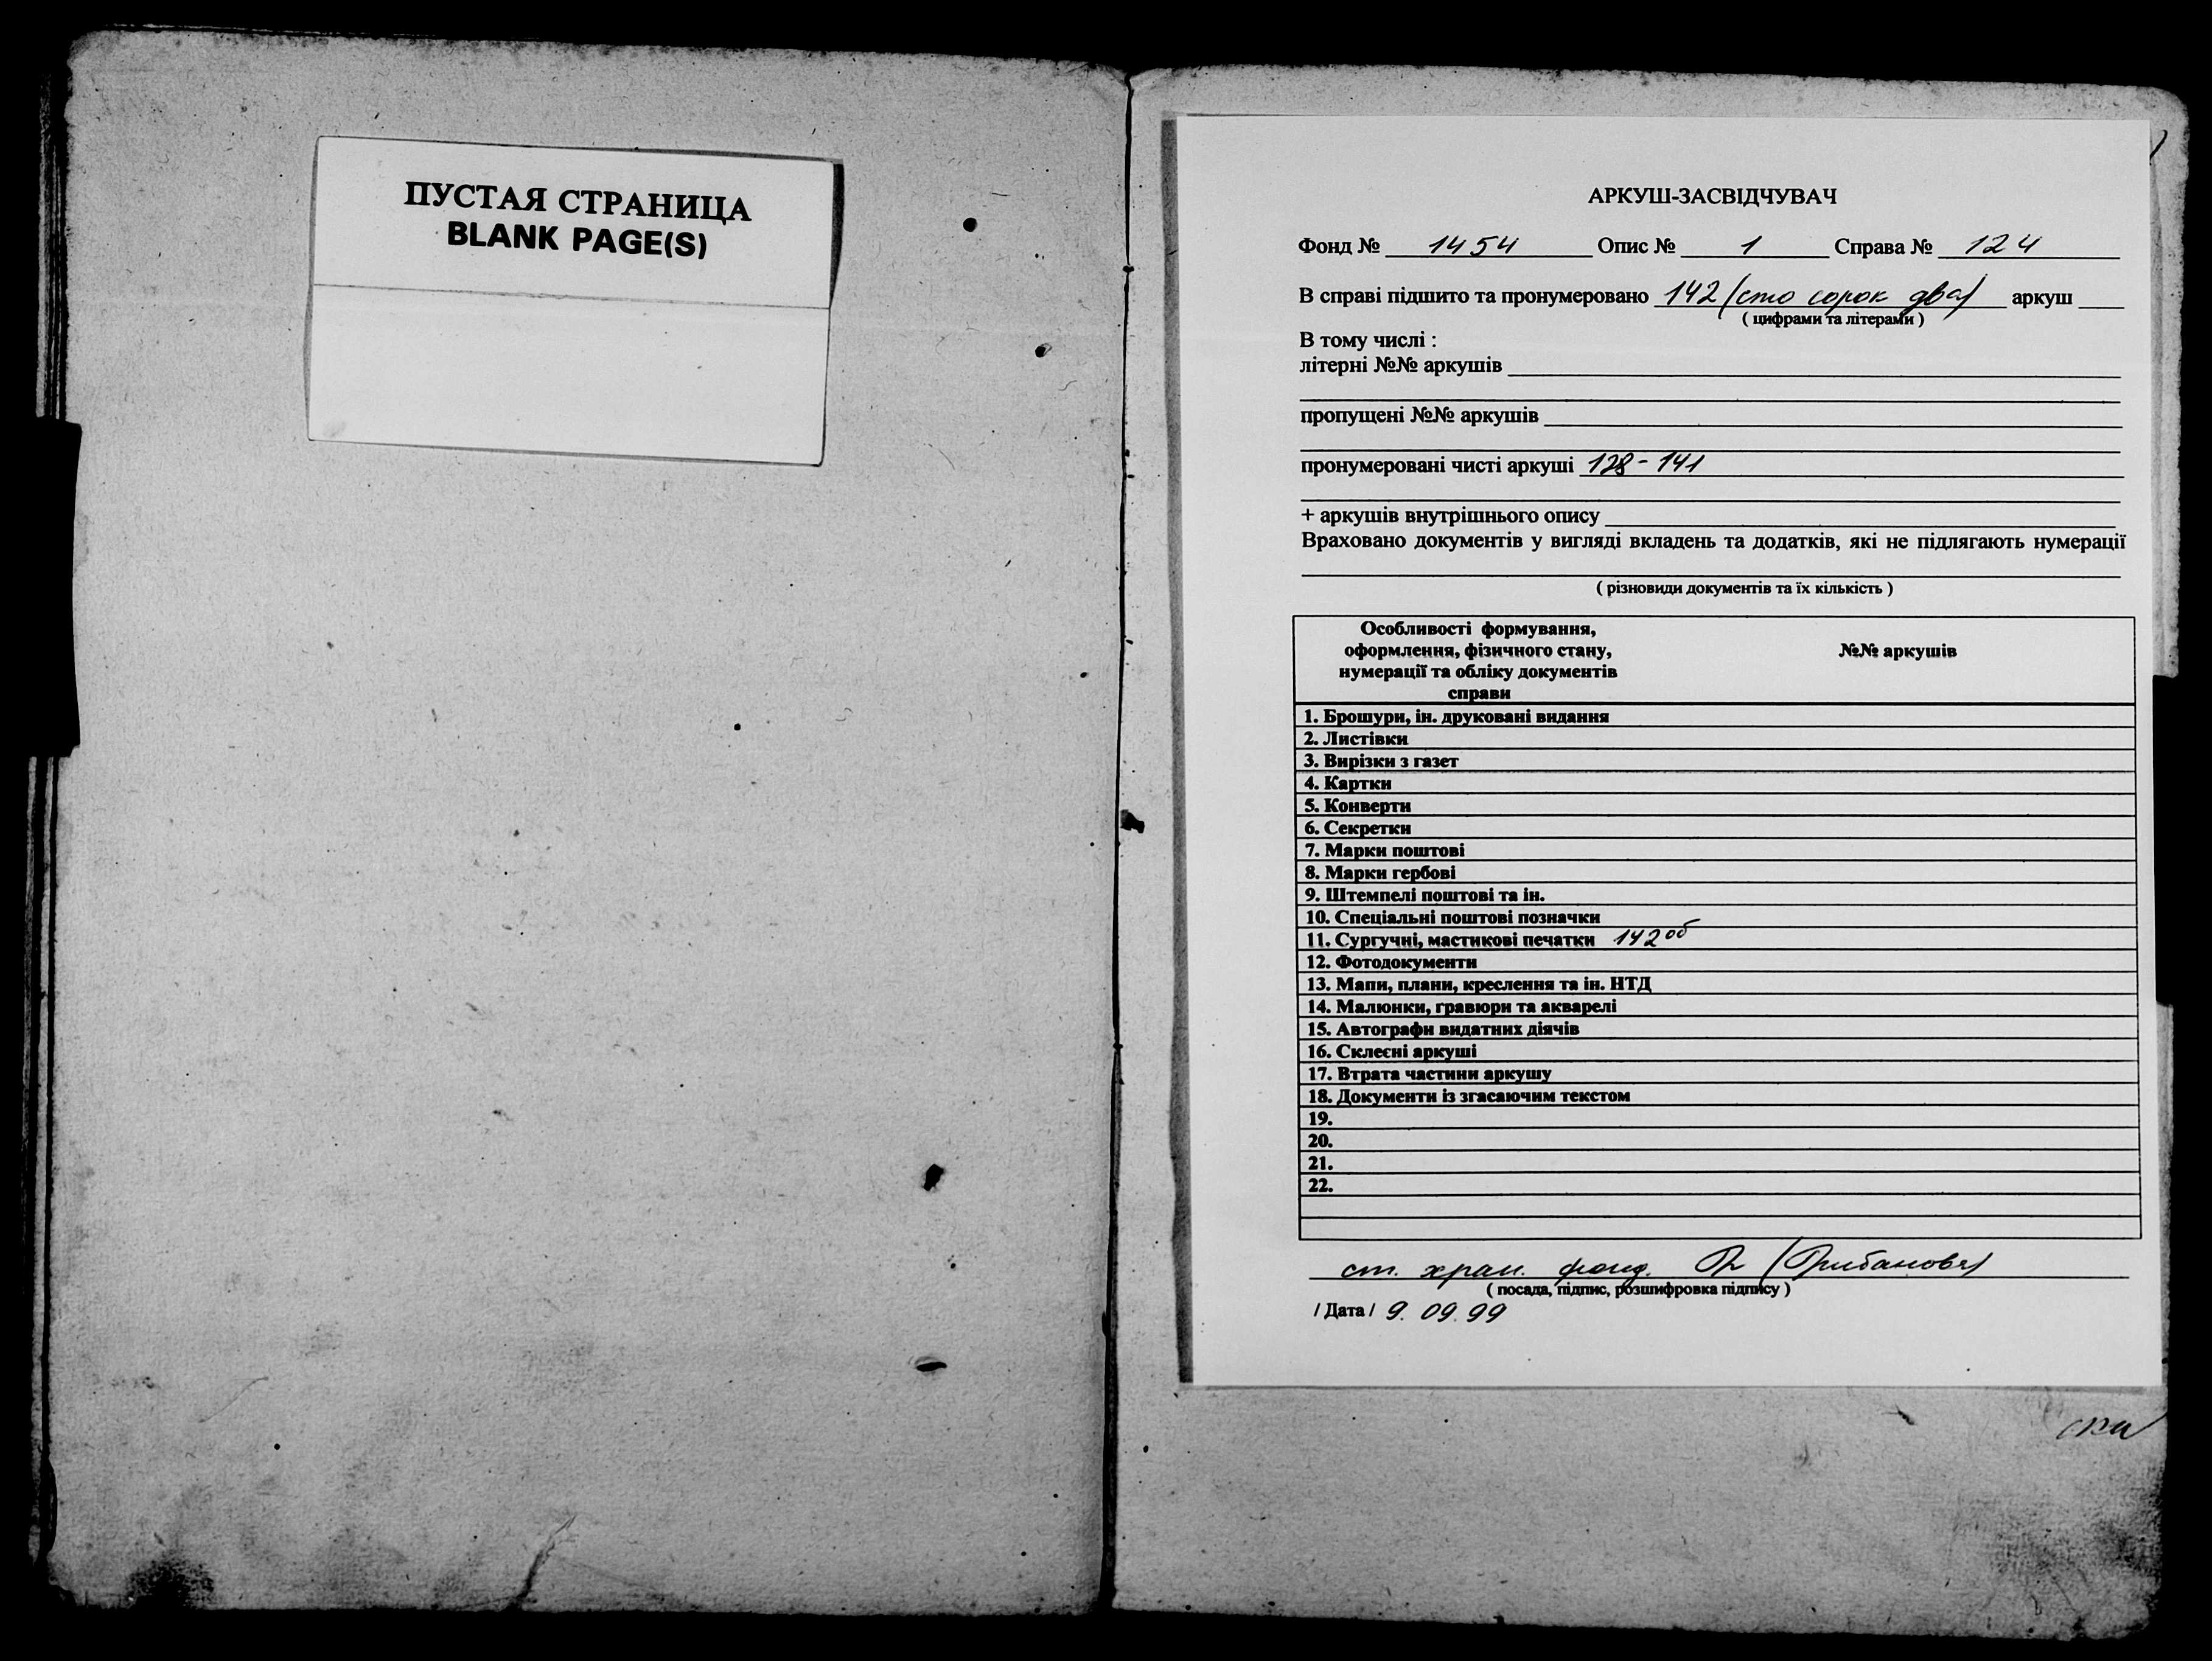 ПУСТАЯ СТРАНИЦА
BLANK PAGE(S)
АРКУШ-ЗАСВІДЧУВАЧ
Фонд № 1454 Опис № 1 Справа № 124
В справі підшито та пронумеровано 142 (сто сорок два) аркуш
( цифрами та літерами )
В тому числі :
літерні №№ аркушів
пропущені №№ аркушів
пронумеровані чисті аркуші 128-141
+ аркушів внутрішнього опису
Враховано документів у вигляді вкладень та додатків, які не підлягають нумерації
( різновиди документів та їх кількість )
Особливості формування,
оформлення, фізичного стану,
нумерації та обліку документів
справи
№№ аркушів
1. Брошури, ін. друковані видання
2. Листівки
3. Вирізки з газет
4. Картки
5. Конверти
6. Секретки
7. Марки поштові
8. Марки гербові
9. Штемпелі поштові та ін.
10. Спеціальні поштові позначки
11. Сургучні, мастикові печатки 142об
12. Фотодокументи
13. Мапи, плани, креслення та ін. НТД
14. Малюнки, гравюри та акварелі
15. Автографи видатних діячів
16. Склеєні аркуші
17. Втрата частини аркушу
18. Документи із згасаючим текстом
19.
20.
21.
22.
ст. хран. фонд.
( посада, підпис, розшифровка підпису )
/ Дата / 9. 09. 99